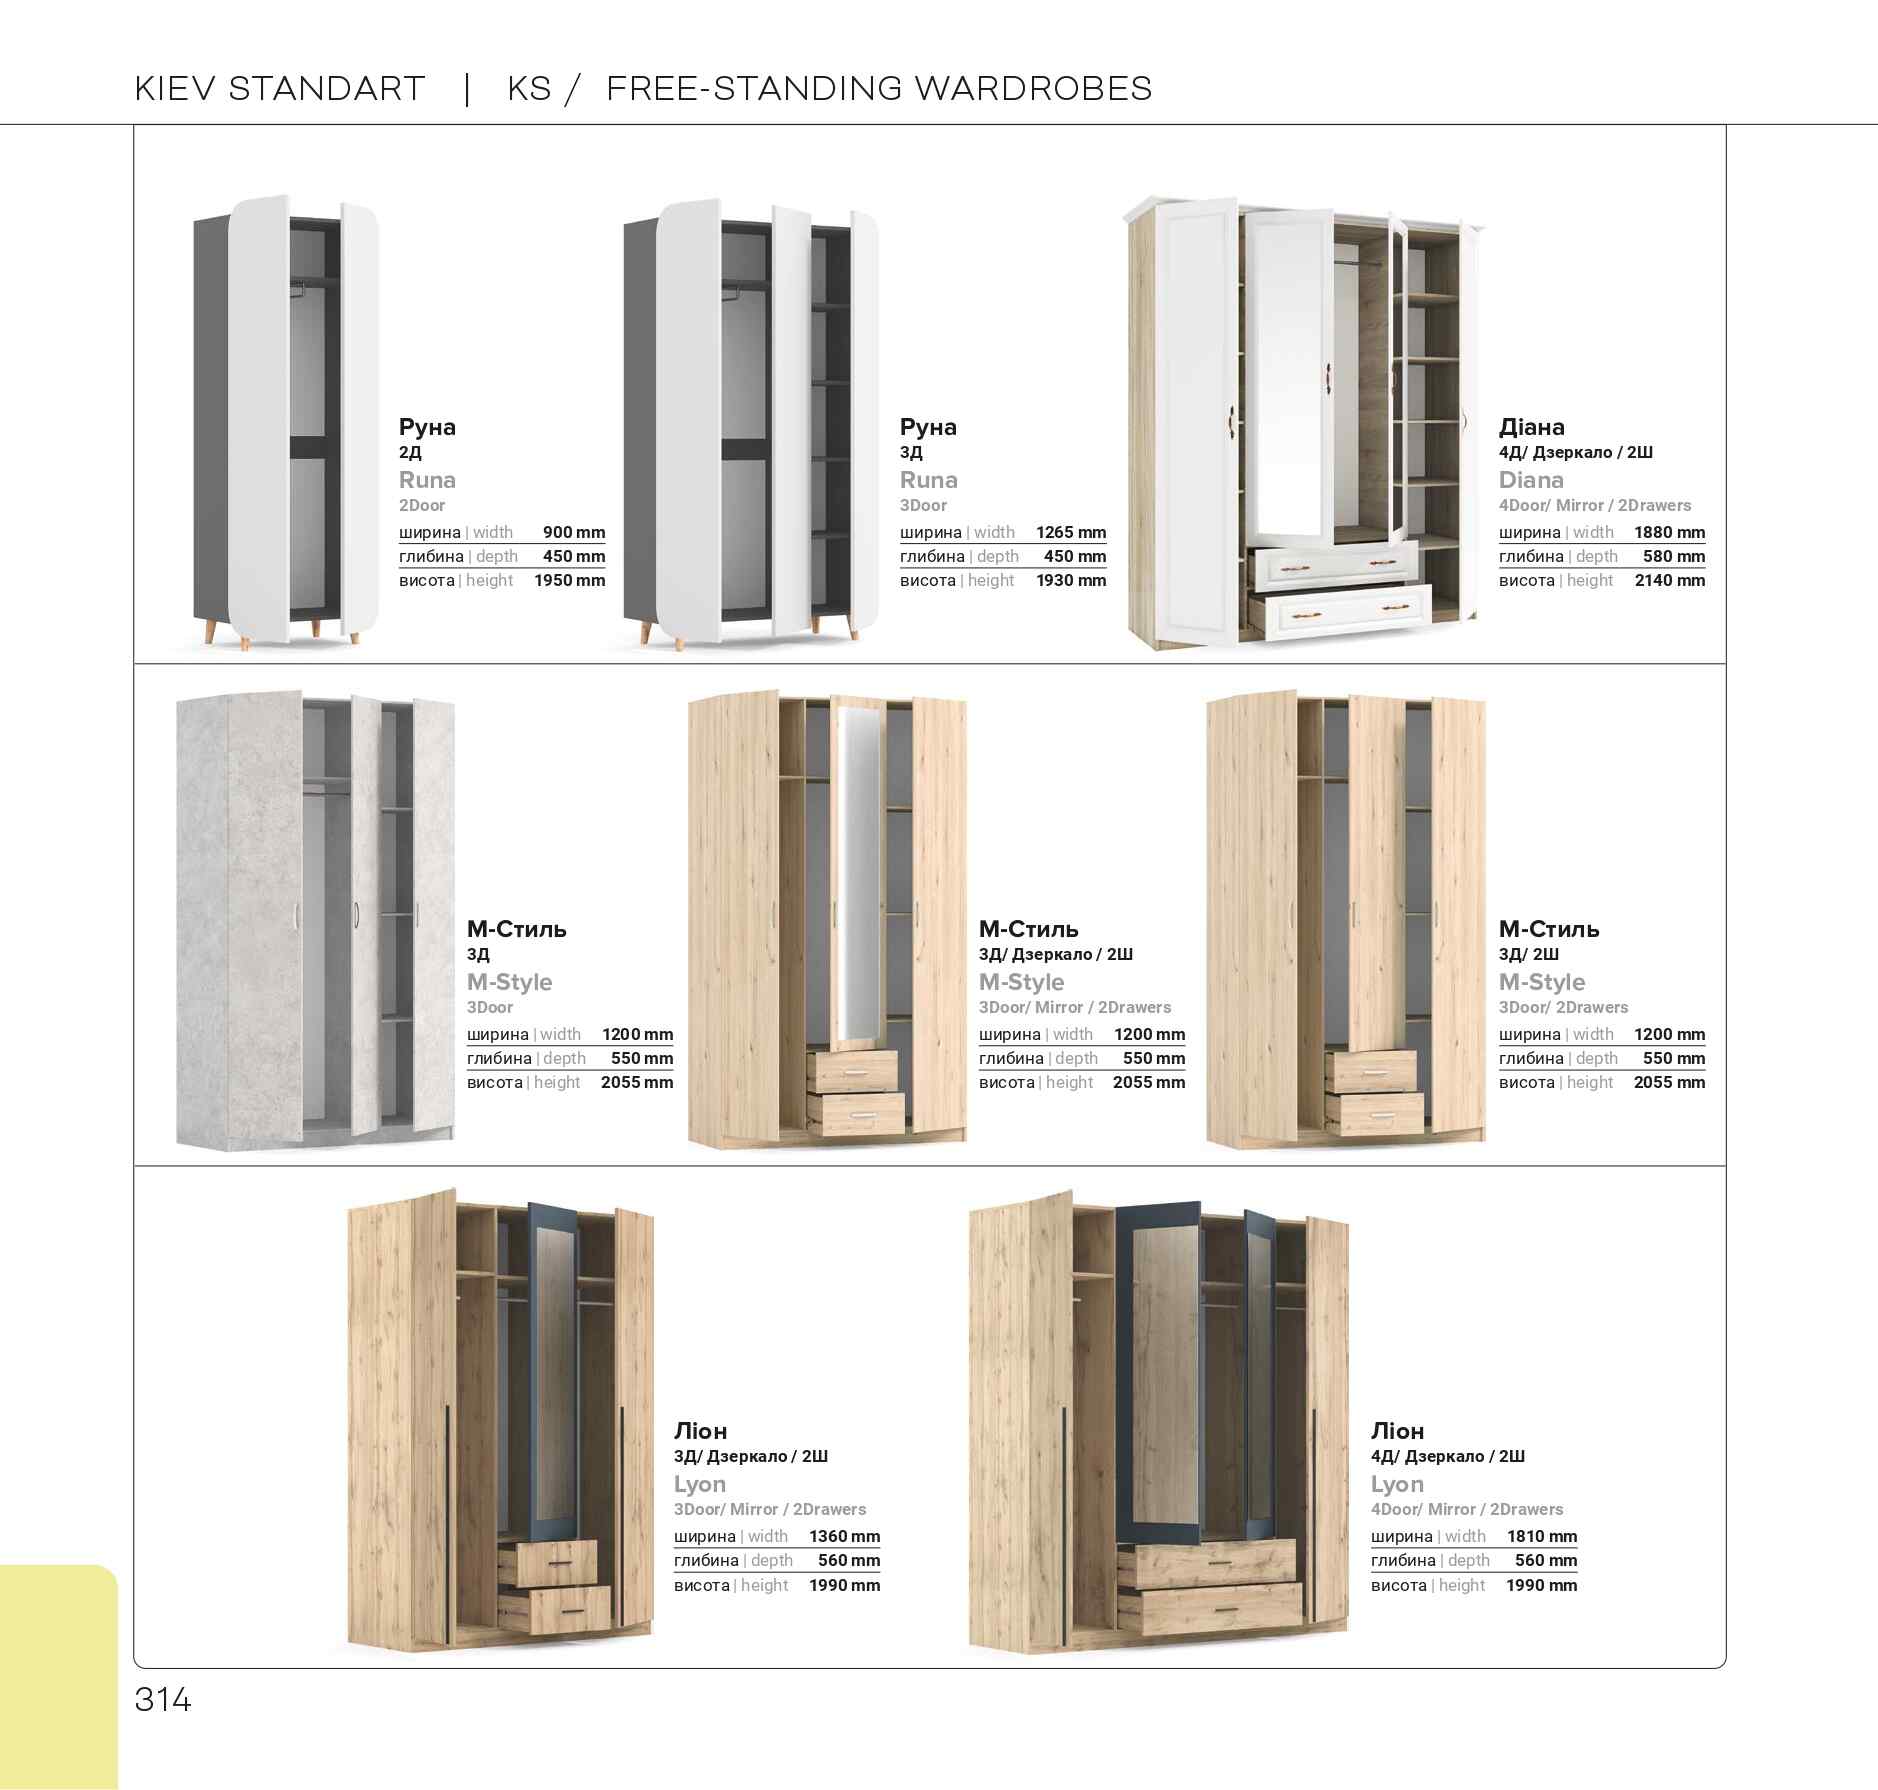 KIEV STANDART | KS / FREE-STANDING WARDROBES
Руна
2Д
Runa
2Door
ширина | width 900 mm
глибина | depth 450 mm
висота | height 1950 mm
Руна
3Д
Runa
3Door
ширина | width 1265 mm
глибина | depth 450 mm
висота | height 1930 mm
Діана
4Д/ Дзеркало / 2Ш
Diana
4Door/ Mirror / 2Drawers
ширина | width 1880 mm
глибина | depth 580 mm
висота | height 2140 mm
М-Стиль
3Д
M-Style
3Door
ширина | width 1200 mm
глибина | depth 550 mm
висота | height 2055 mm
М-Стиль
3Д/ Дзеркало / 2Ш
M-Style
3Door/ Mirror / 2Drawers
ширина | width 1200 mm
глибина | depth 550 mm
висота | height 2055 mm
М-Стиль
3Д/ 2Ш
M-Style
3Door/ 2Drawers
ширина | width 1200 mm
глибина | depth 550 mm
висота | height 2055 mm
Ліон
3Д/ Дзеркало / 2Ш
Lyon
3Door/ Mirror / 2Drawers
ширина | width 1360 mm
глибина | depth 560 mm
висота | height 1990 mm
Ліон
4Д/ Дзеркало / 2Ш
Lyon
4Door/ Mirror / 2Drawers
ширина | width 1810 mm
глибина | depth 560 mm
висота | height 1990 mm
314